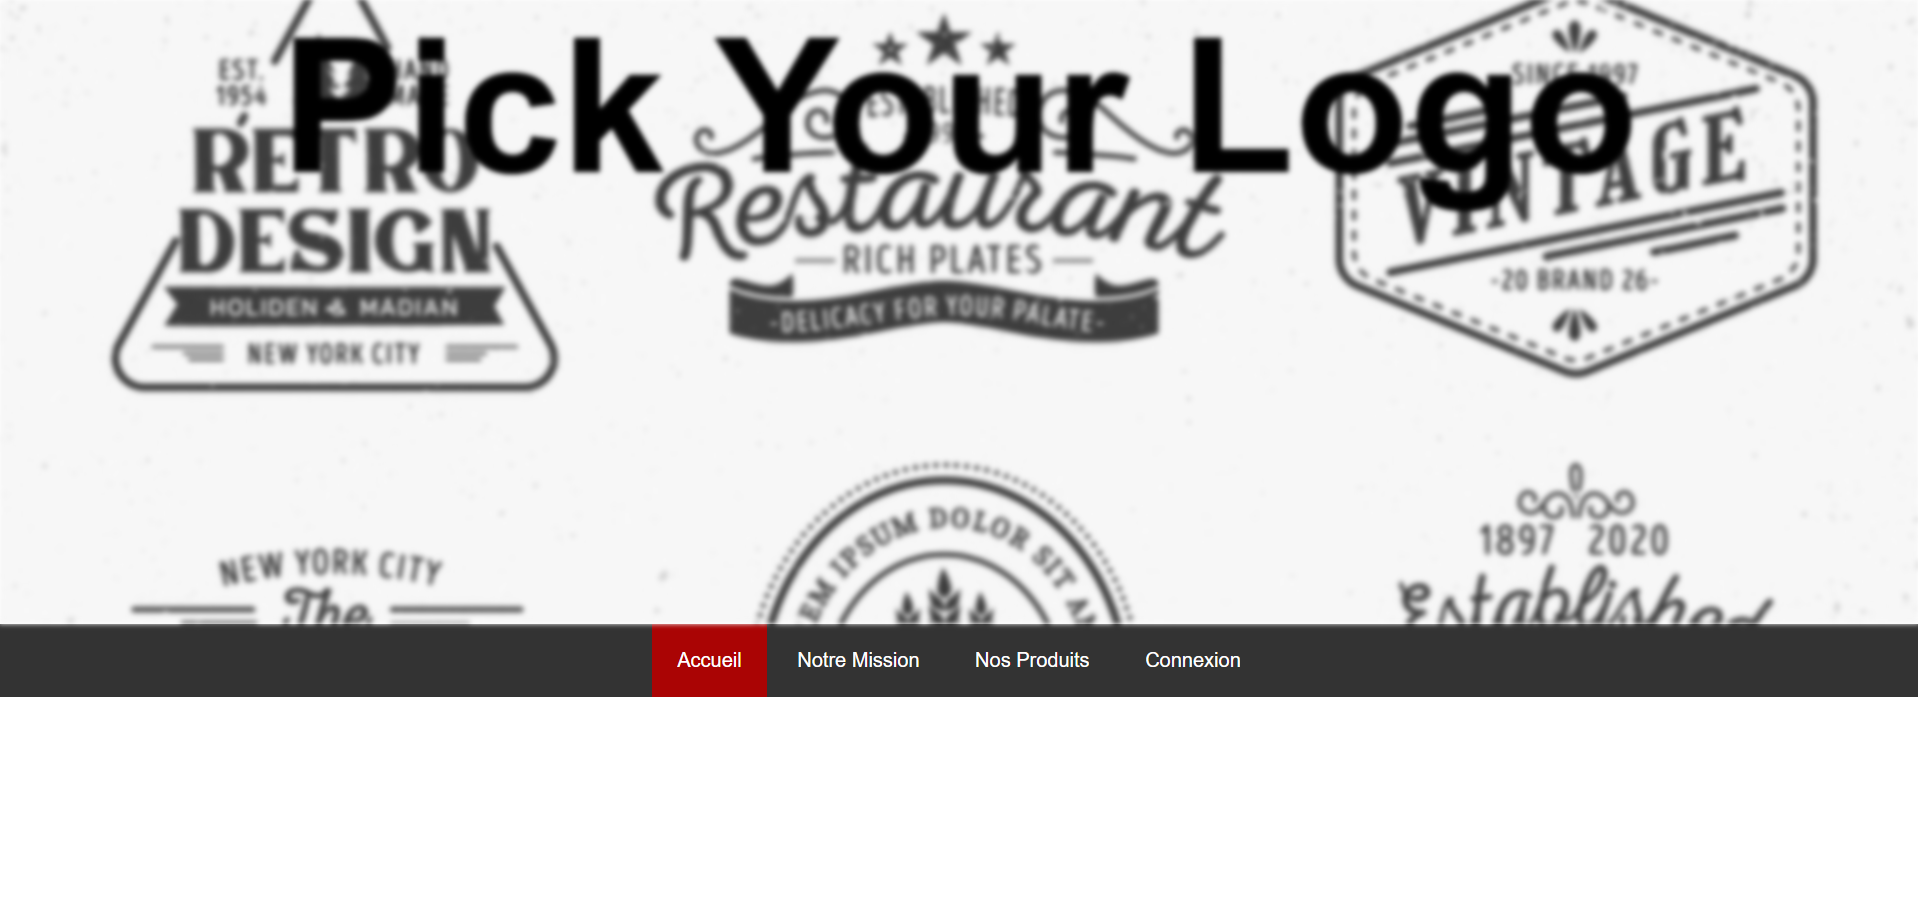 Pick Your Logo
EST.
1954
RETRO
DESIGN
HOLIDEN & MADIAN
NEW YORK CITY
Restaurant
RICH PLATES
-DELICACY FOR YOUR PALATE-
SINCE 1997
VINTAGE
-20 BRAND 26-
NEW YORK CITY
The
EM IPSUM DOLOR SIT
1897 2020
Established
Accueil
Notre Mission
Nos Produits
Connexion